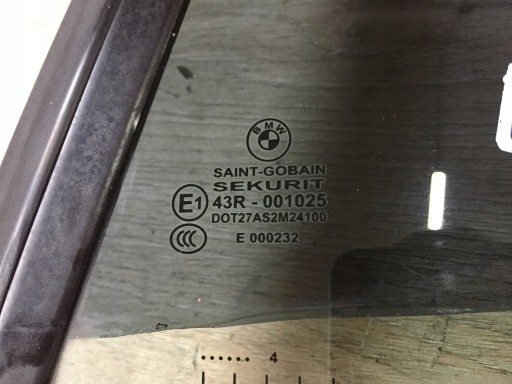 BMW
SAINT-GOBAIN
SEKURIT
E1 43R - 001025
DOT27AS2M24100
CCC E 000232
...... 4